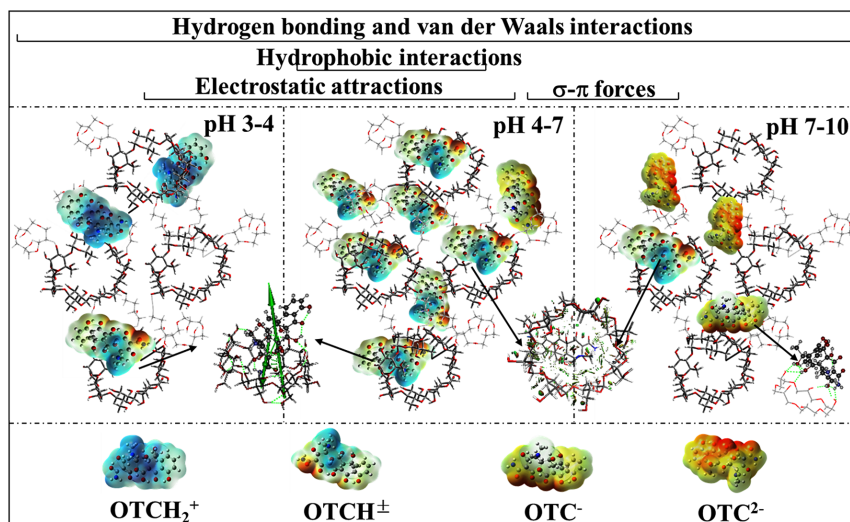 Hydrogen bonding and van der Waals interactions
Hydrophobic interactions
Electrostatic attractions
σ-π forces
pH 3-4
pH 4-7
pH 7-10
OTCH₂⁺
OTCH±
OTC⁻
OTC²⁻